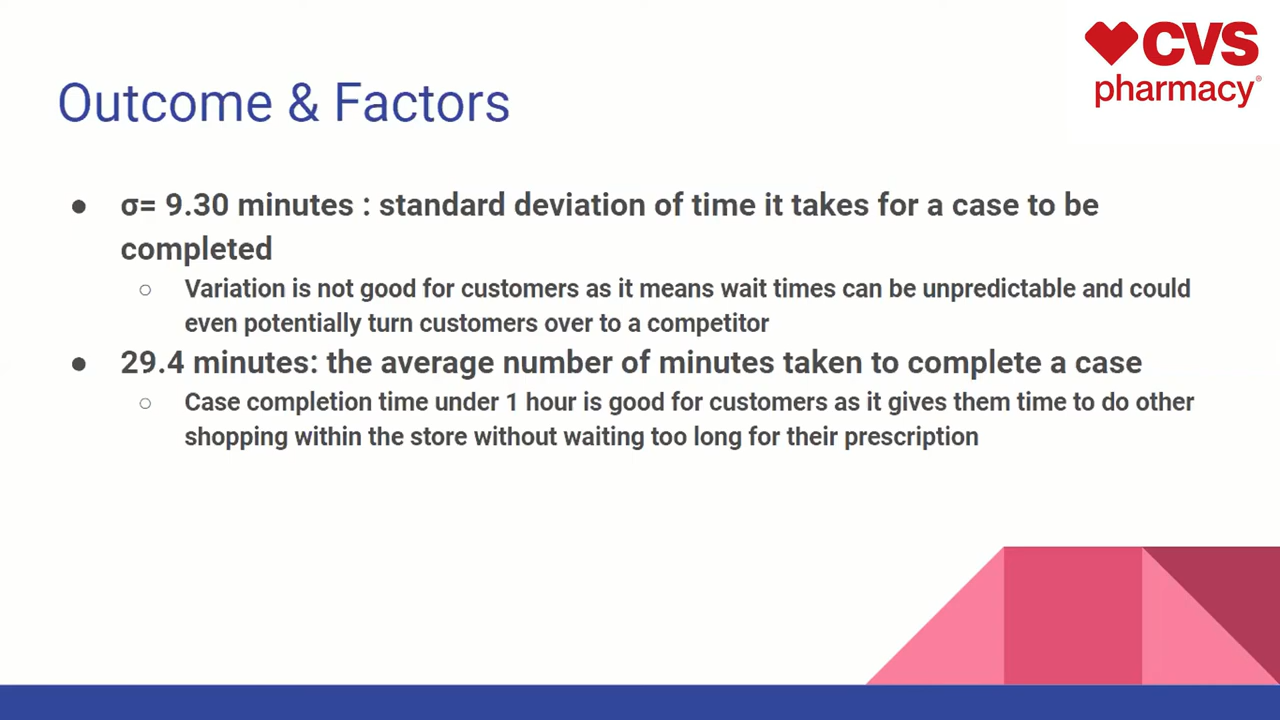 CVS
pharmacy®
Outcome & Factors
● σ= 9.30 minutes : standard deviation of time it takes for a case to be
completed
○ Variation is not good for customers as it means wait times can be unpredictable and could
even potentially turn customers over to a competitor
● 29.4 minutes: the average number of minutes taken to complete a case
○ Case completion time under 1 hour is good for customers as it gives them time to do other
shopping within the store without waiting too long for their prescription